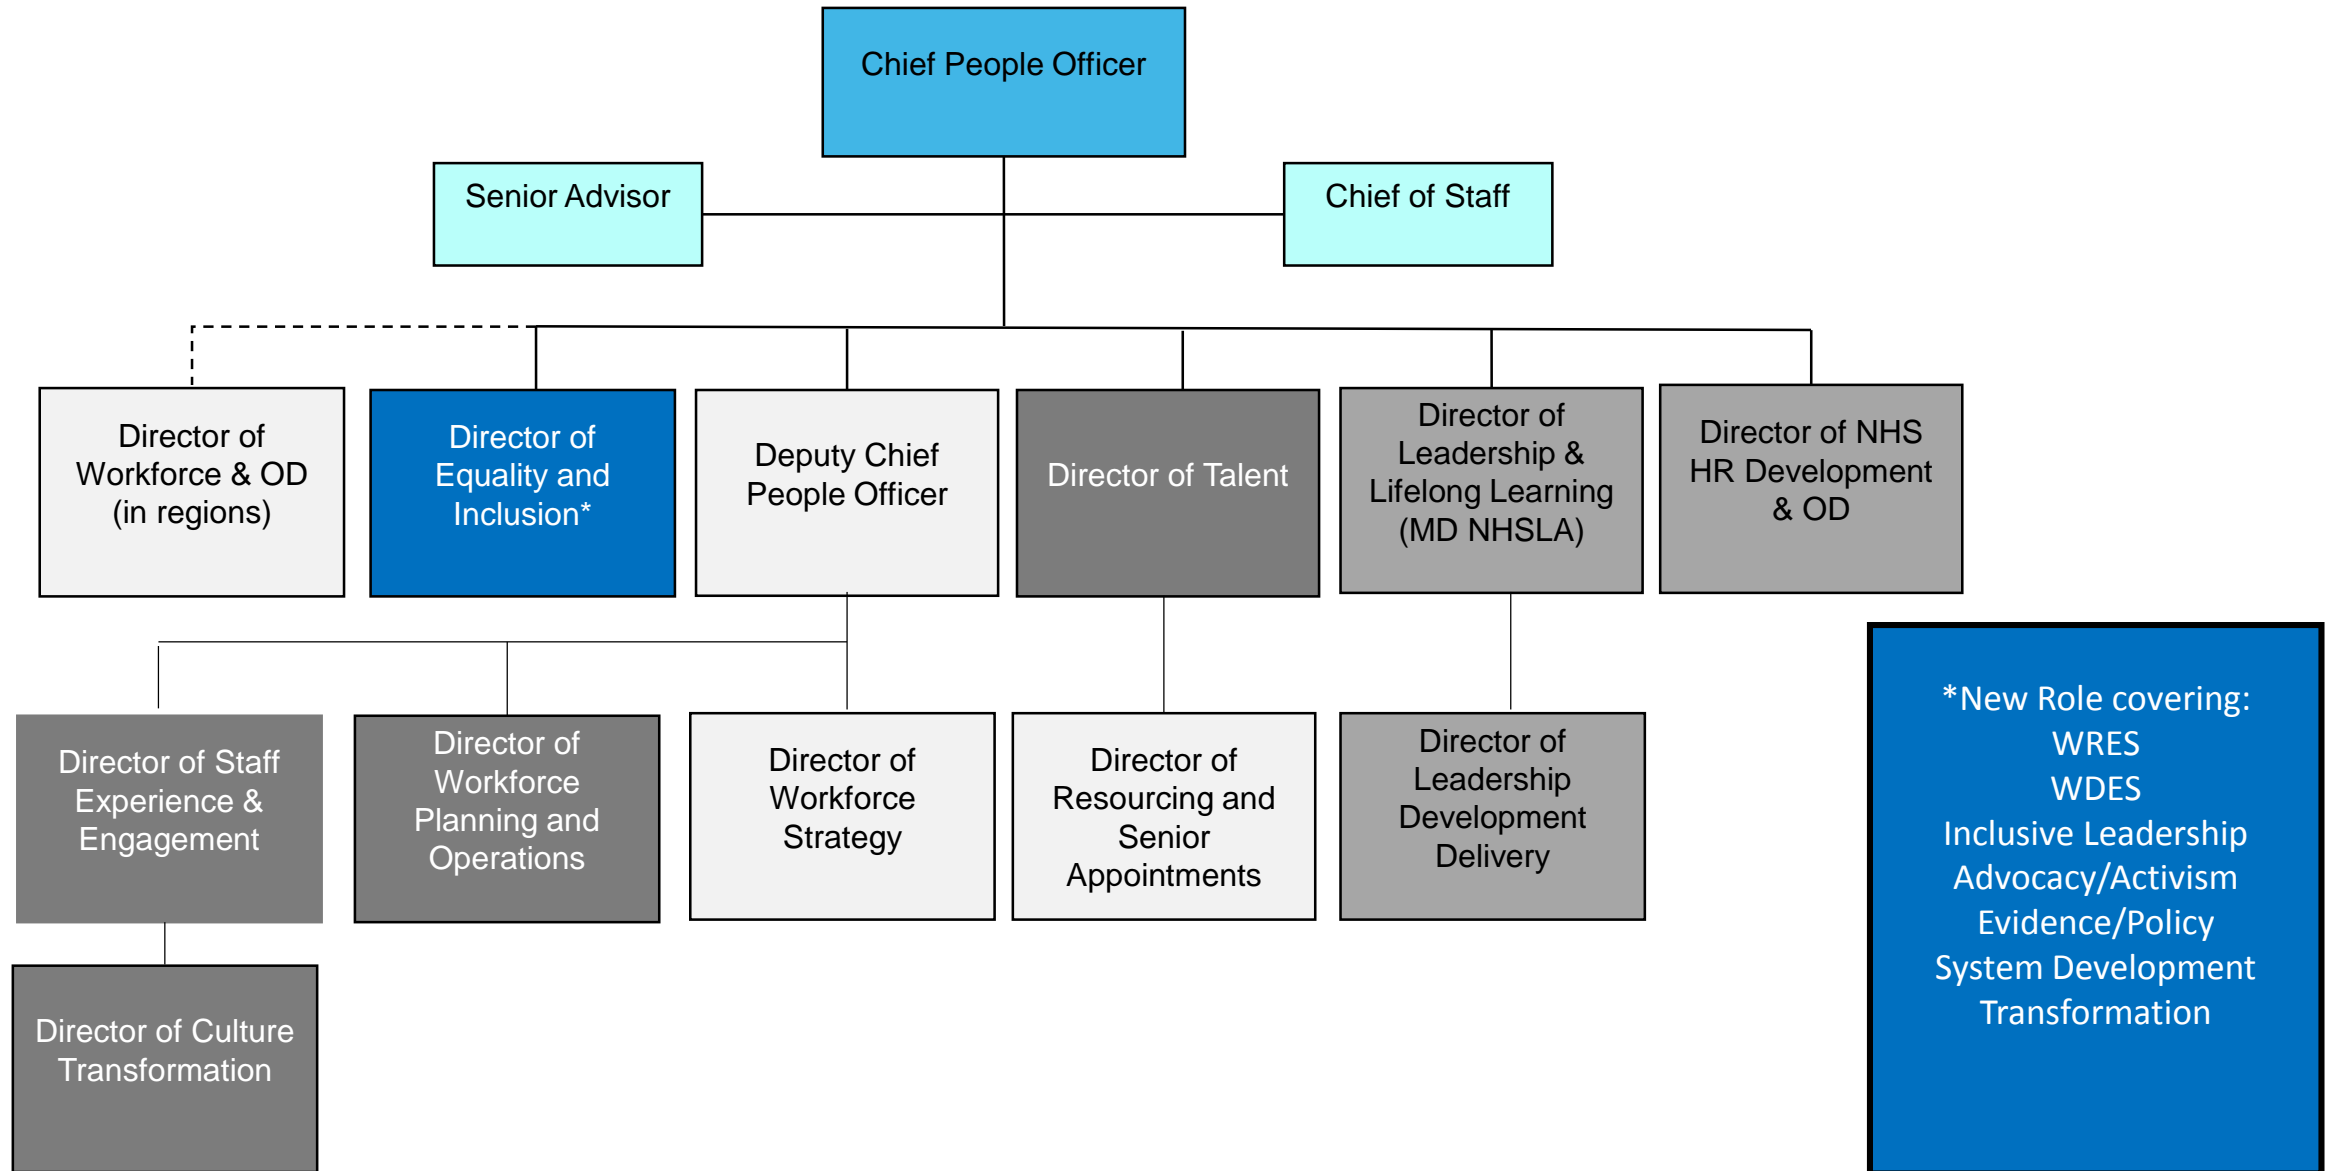 Chief People Officer
Senior Advisor
Chief of Staff
Director of
Workforce & OD
(in regions)
Director of
Equality and
Inclusion*
Deputy Chief
People Officer
Director of Talent
Director of
Leadership &
Lifelong Learning
(MD NHSLA)
Director of NHS
HR Development
& OD
Director of Staff
Experience &
Engagement
Director of
Workforce
Planning and
Operations
Director of
Workforce
Strategy
Director of
Resourcing and
Senior
Appointments
Director of
Leadership
Development
Delivery
Director of Culture
Transformation
*New Role covering:
WRES
WDES
Inclusive Leadership
Advocacy/Activism
Evidence/Policy
System Development
Transformation